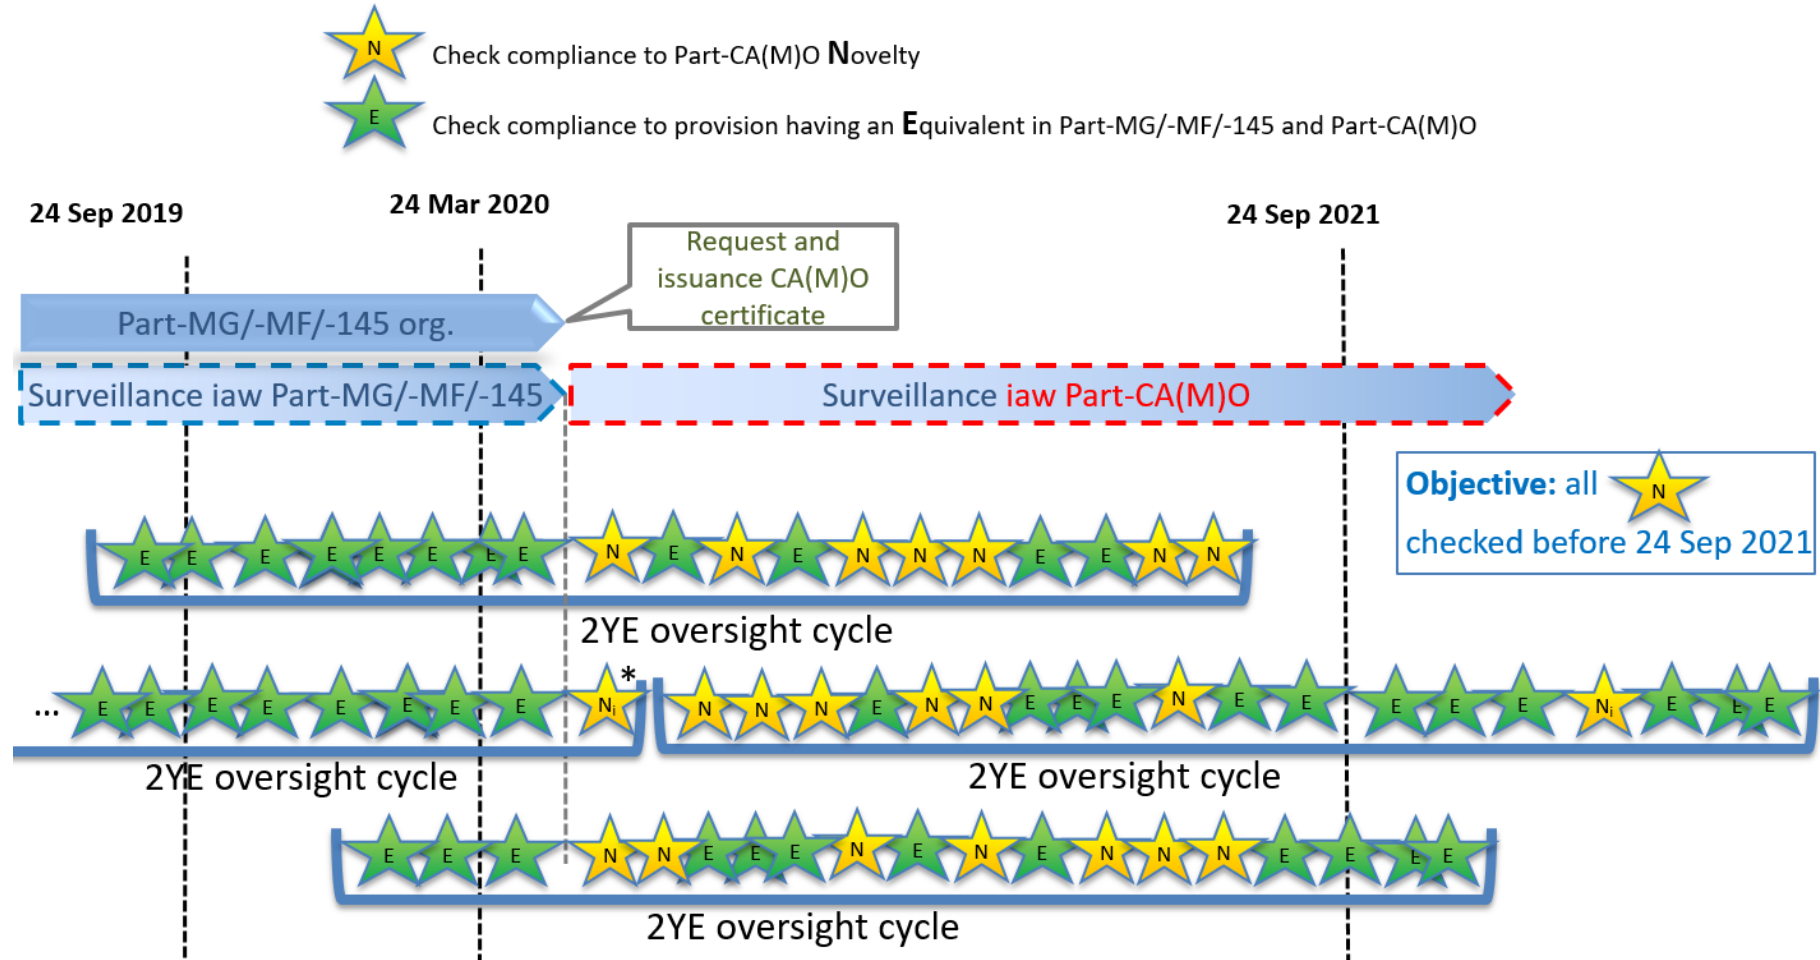 N
Check compliance to Part-CA(M)O Novelty
E
Check compliance to provision having an Equivalent in Part-MG/-MF/-145 and Part-CA(M)O
24 Sep 2019
24 Mar 2020
24 Sep 2021
Request and
issuance CA(M)O
certificate
Part-MG/-MF/-145 org.
Surveillance iaw Part-MG/-MF/-145
Surveillance iaw Part-CA(M)O
Objective: all N
checked before 24 Sep 2021
E E E E E E E E N E N E N N N E E N N
2YE oversight cycle
... E E E E E E E E Ni * N N N E N N E E E N E E E E E Ni E E E
2YE oversight cycle
2YE oversight cycle
E E E N N E E E N E N E N N N E E E E
2YE oversight cycle